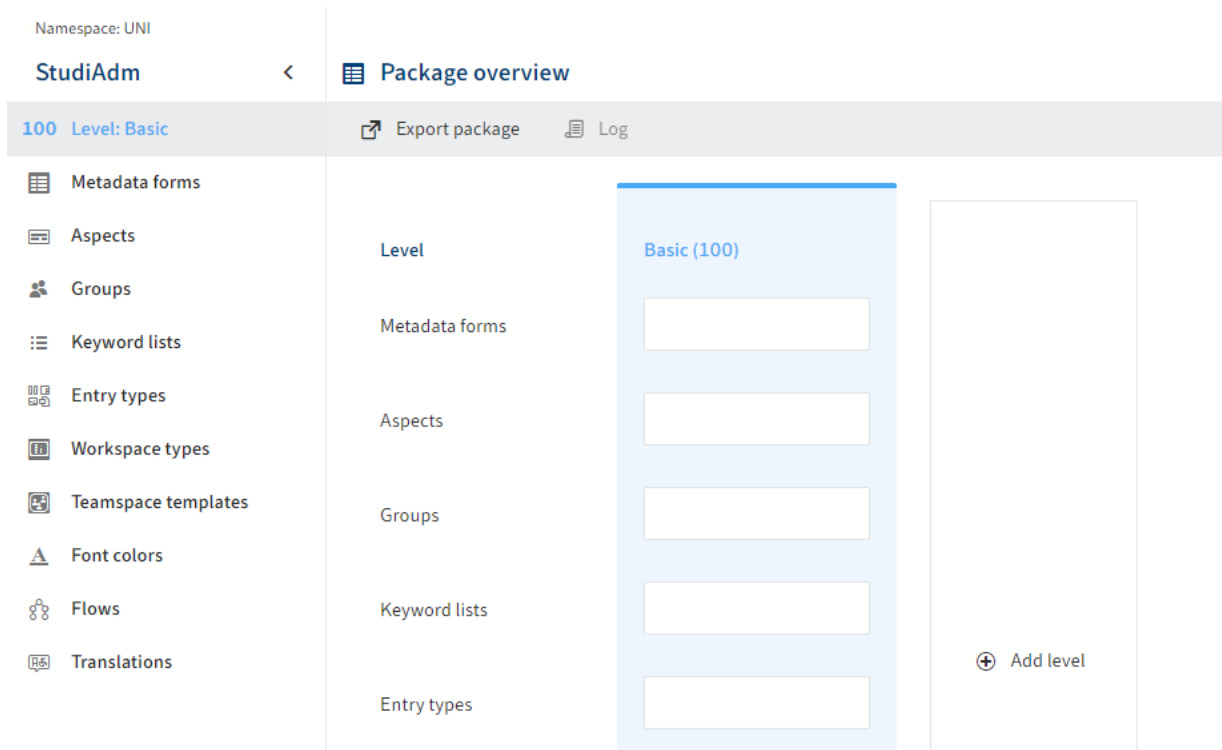 Namespace: UNI
StudiAdm
Package overview
100 Level: Basic
Export package
Log
Metadata forms
Aspects
Groups
Keyword lists
Entry types
Workspace types
Teamspace templates
Font colors
Flows
Translations
Level
Basic (100)
Metadata forms
Aspects
Groups
Keyword lists
Entry types
Add level